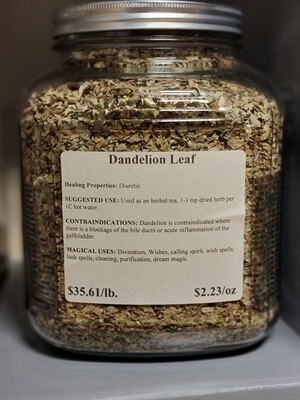 Dandelion Leaf
Healing Properties: Diuretic
SUGGESTED USE: Used as an herbal tea, 1-3 tsp dried herb per
1C hot water.
CONTRAINDICATIONS: Dandelion is contraindicated where
there is a blockage of the bile ducts or acute inflammation of the
gallbladder.
MAGICAL USES: Divination, Wishes, calling spirit, wish spells,
luck spells, cleaning, purification, dream magic.
$35.61/lb. $2.23/oz